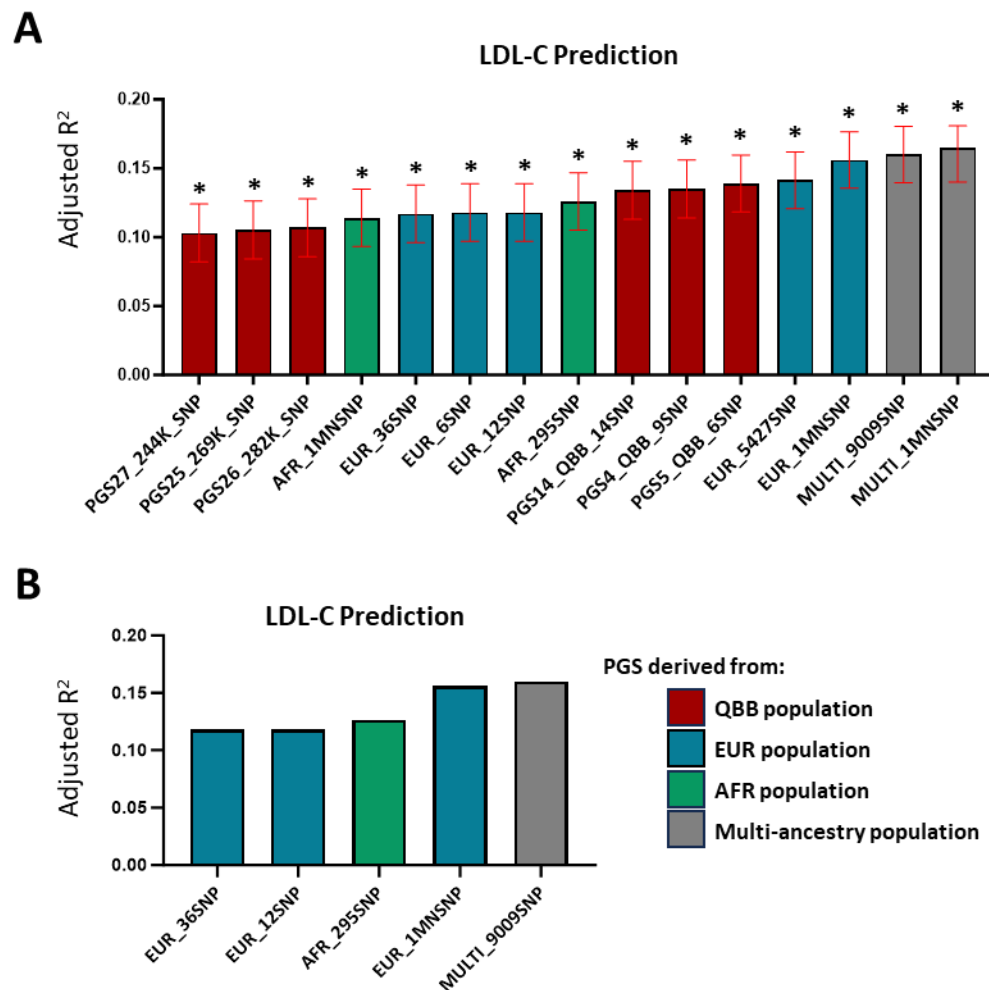 A
LDL-C Prediction
Adjusted R²
0.20
0.15
0.10
0.05
0.00
* * * * * * * * * * * * * * *
PGS27_244K_SNP
PGS25_269K_SNP
PGS26_282K_SNP
AFR_1MNSNP
EUR_36SNP
EUR_6SNP
EUR_12SNP
AFR_295SNP
PGS14_QBB_14SNP
PGS4_QBB_9SNP
PGS5_QBB_6SNP
EUR_5427SNP
EUR_1MNSNP
MULTI_9009SNP
MULTI_1MNSNP
B
LDL-C Prediction
Adjusted R²
0.20
0.15
0.10
0.05
0.00
EUR_36SNP
EUR_12SNP
AFR_295SNP
EUR_1MNSNP
MULTI_9009SNP
PGS derived from:
QBB population
EUR population
AFR population
Multi-ancestry population